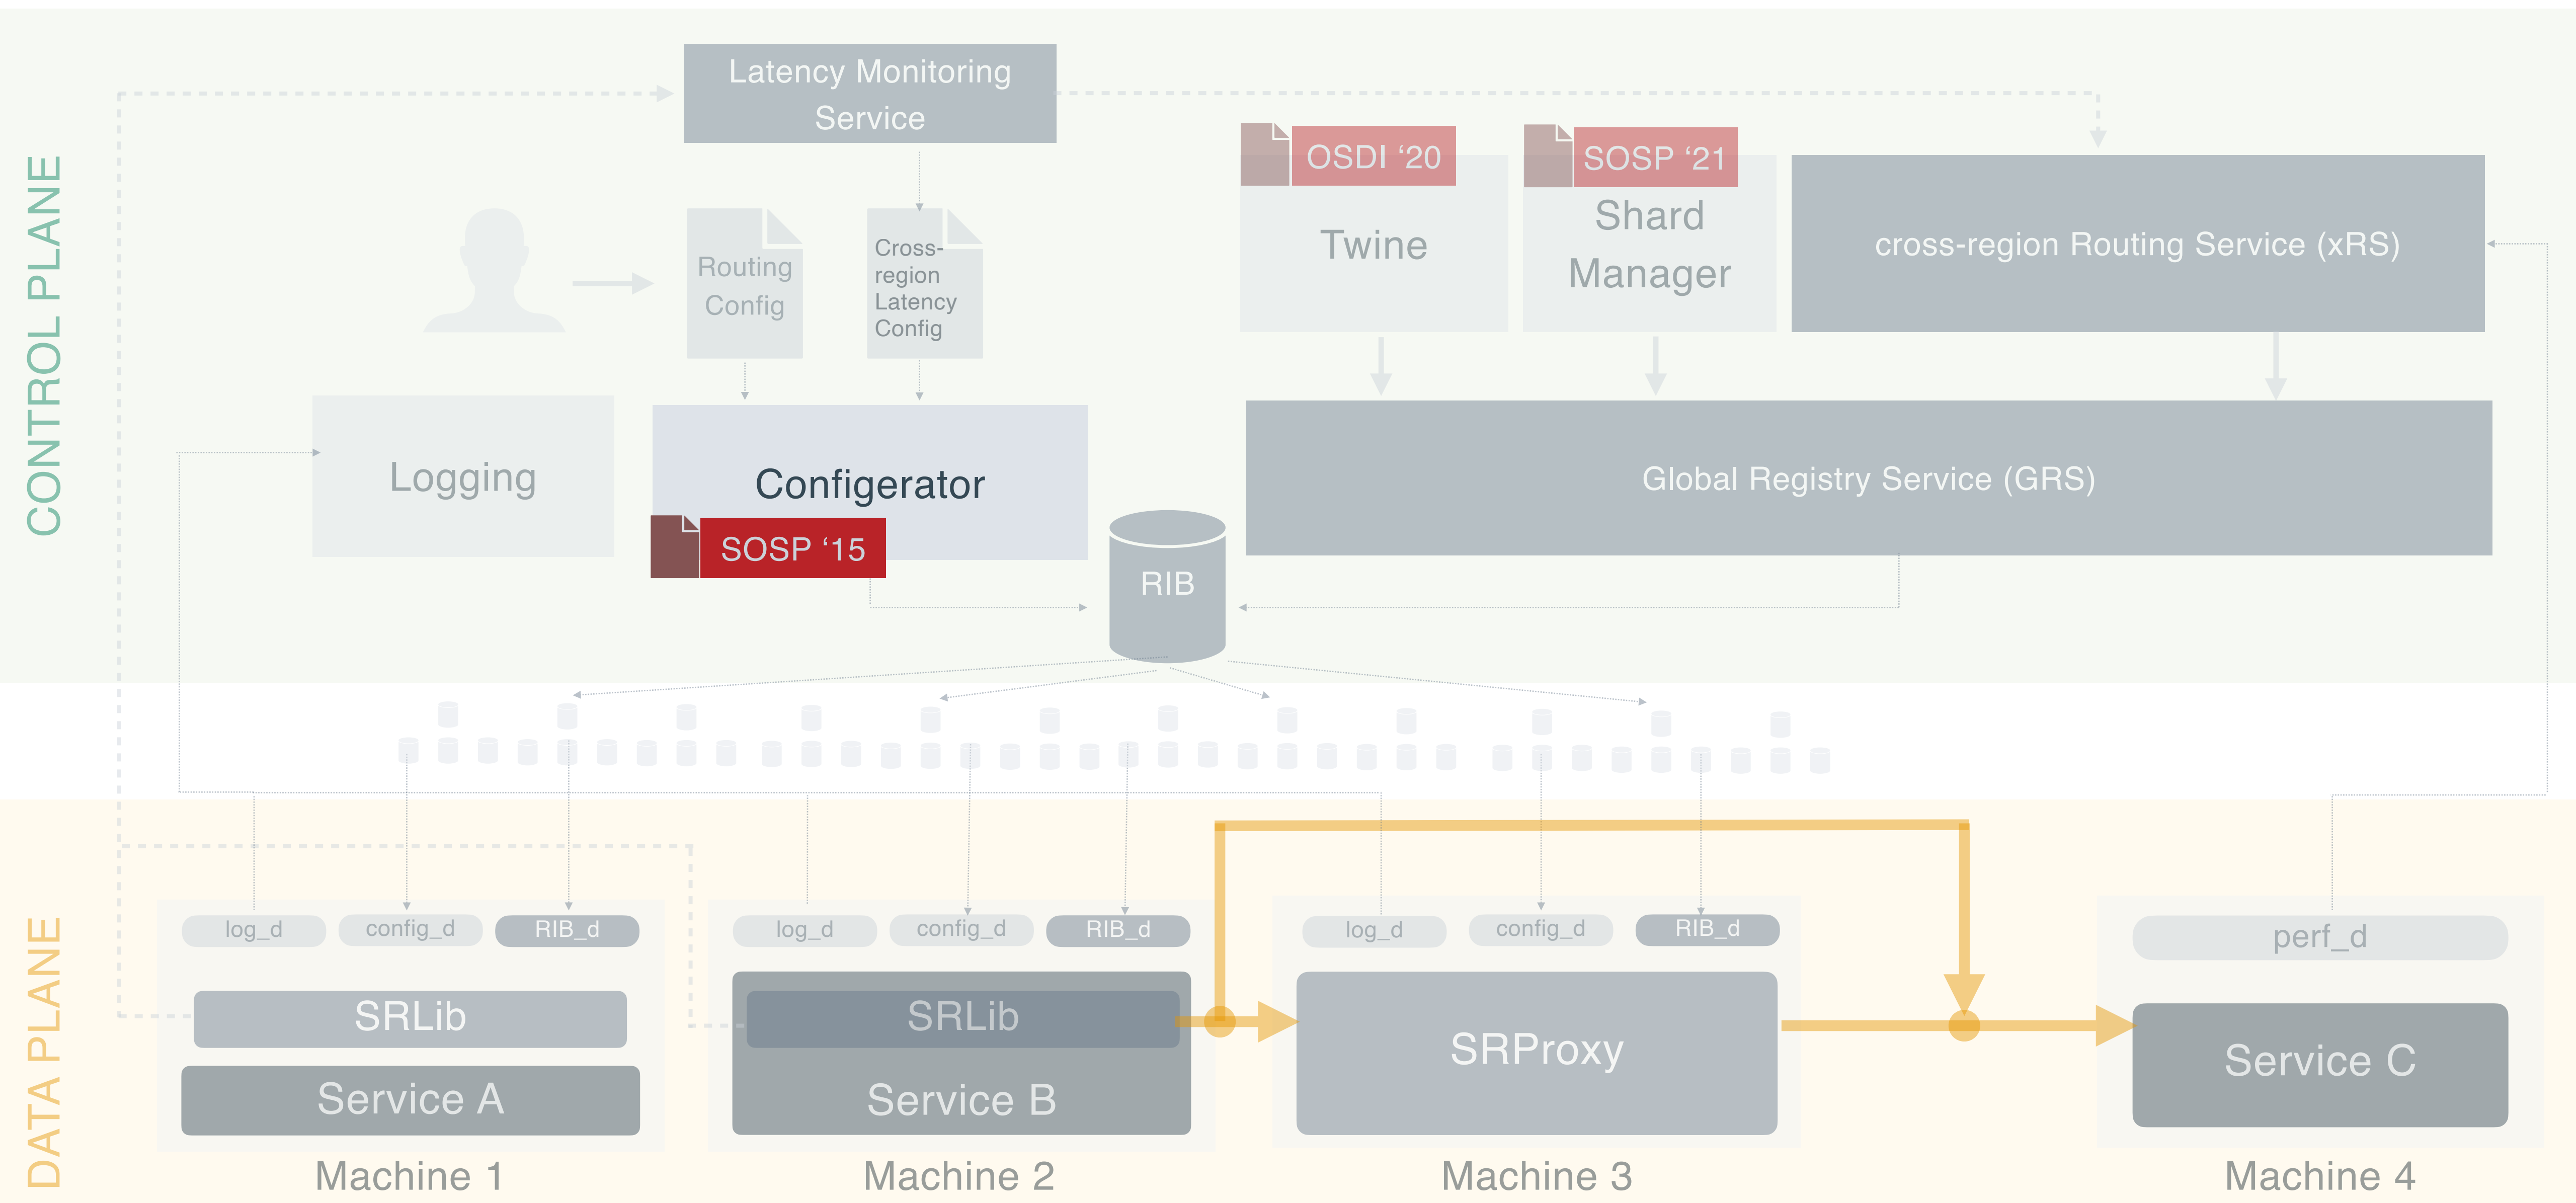 CONTROL PLANE
Latency Monitoring
Service
OSDI ‘20
SOSP ‘21
Twine
Shard
Manager
cross-region Routing Service (xRS)
Routing
Config
Cross-
region
Latency
Config
Logging
Configerator
SOSP ‘15
Global Registry Service (GRS)
RIB
DATA PLANE
log_d
config_d
RIB_d
SRLib
Service A
Machine 1
log_d
config_d
RIB_d
SRLib
Service B
Machine 2
log_d
config_d
RIB_d
SRProxy
Machine 3
perf_d
Service C
Machine 4